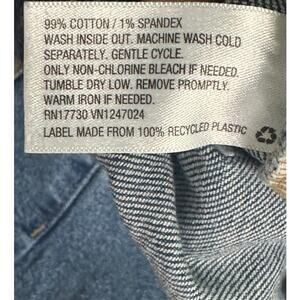 99% COTTON / 1% SPANDEX
WASH INSIDE OUT. MACHINE WASH COLD
SEPARATELY. GENTLE CYCLE.
ONLY NON-CHLORINE BLEACH IF NEEDED.
TUMBLE DRY LOW. REMOVE PROMPTLY.
WARM IRON IF NEEDED.
RN17730 VN1247024
LABEL MADE FROM 100% RECYCLED PLASTIC